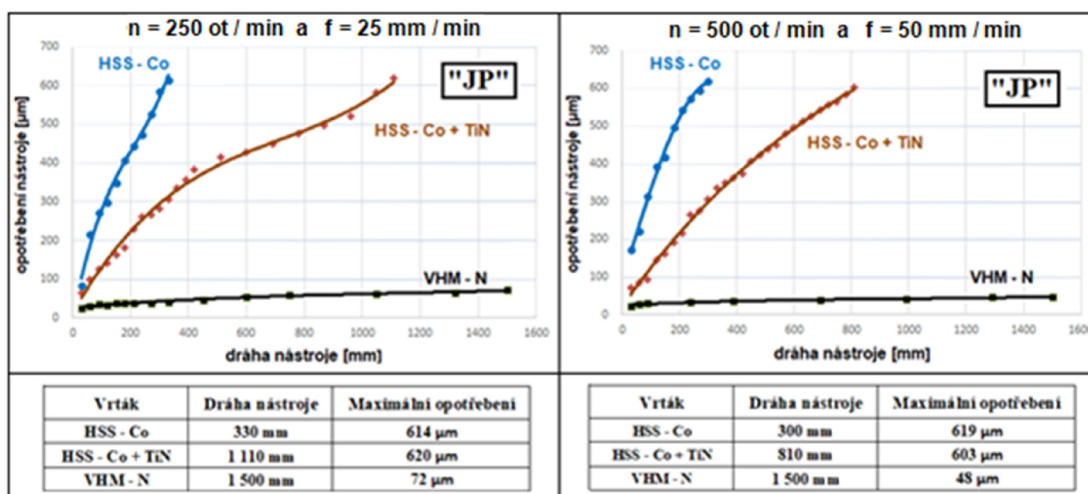 n = 250 ot / min a f = 25 mm / min
700
600
500
400
300
200
100
0
opotřebení nástroje [µm]
HSS - Co
"JP"
HSS - Co + TiN
VHM - N
0 200 400 600 800 1000 1200 1400 1600
dráha nástroje [mm]
n = 500 ot / min a f = 50 mm / min
700
600
500
400
300
200
100
0
opotřebení nástroje [µm]
HSS - Co
"JP"
HSS - Co + TiN
VHM - N
0 200 400 600 800 1000 1200 1400 1600
dráha nástroje [mm]
Vrták Dráha nástroje Maximální opotřebení
HSS - Co 330 mm 614 µm
HSS - Co + TiN 1 110 mm 620 µm
VHM - N 1 500 mm 72 µm
Vrták Dráha nástroje Maximální opotřebení
HSS - Co 300 mm 619 µm
HSS - Co + TiN 810 mm 603 µm
VHM - N 1 500 mm 48 µm